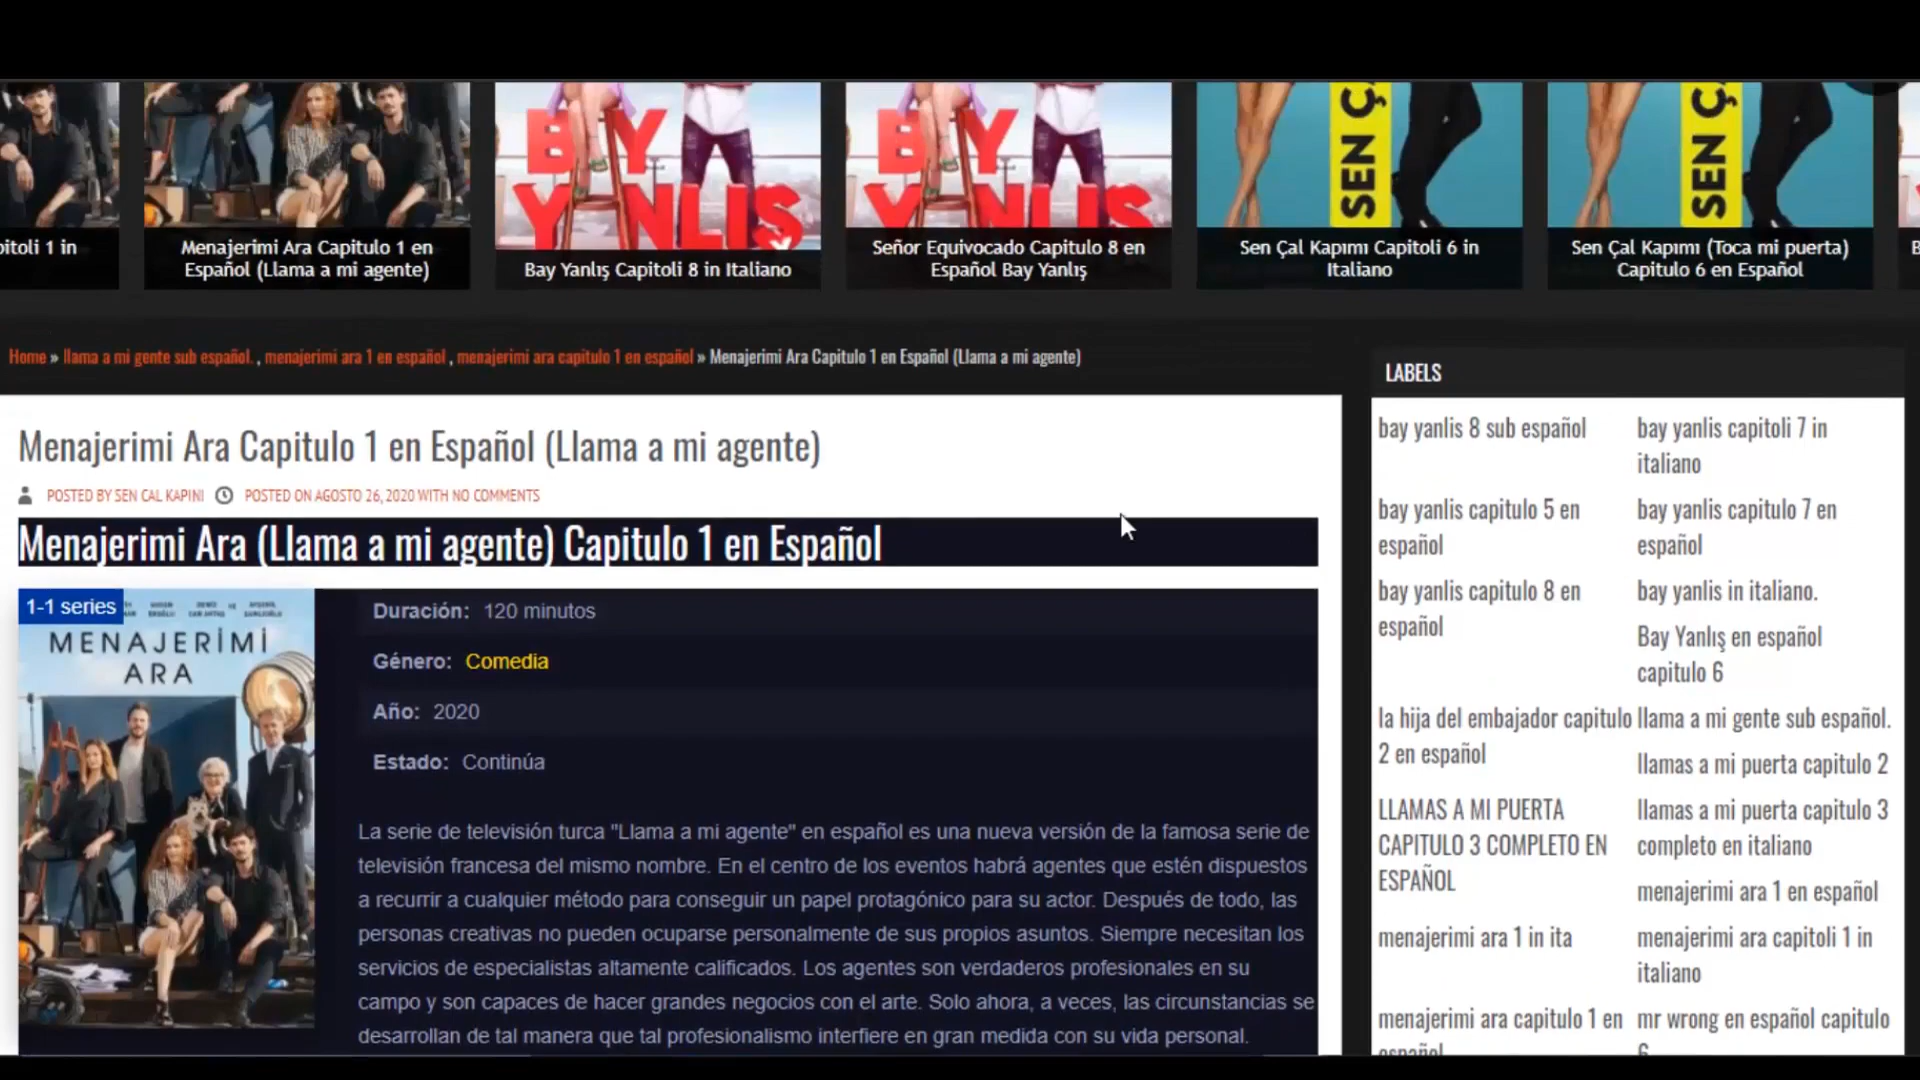 itoli 1 in
Menajerimi Ara Capitulo 1 en
Español (Llama a mi agente)
BAY
YANLIS
Bay Yanlış Capitoli 8 in Italiano
BAY
YANLIS
Señor Equivocado Capitulo 8 en
Español Bay Yanlış
SEN Ç
Sen Çal Kapımı Capitoli 6 in
Italiano
SEN Ç
Sen Çal Kapımı (Toca mi puerta)
Capitulo 6 en Español
Home » llama a mi gente sub español. , menajerimi ara 1 en español , menajerimi ara capitulo 1 en español » Menajerimi Ara Capitulo 1 en Español (Llama a mi agente)
Menajerimi Ara Capitulo 1 en Español (Llama a mi agente)
POSTED BY SEN CAL KAPINI POSTED ON AGOSTO 26, 2020 WITH NO COMMENTS
Menajerimi Ara (Llama a mi agente) Capitulo 1 en Español
1-1 series
MENAJERİMİ
ARA
Duración: 120 minutos
Género: Comedia
Año: 2020
Estado: Continúa
La serie de televisión turca "Llama a mi agente" en español es una nueva versión de la famosa serie de
televisión francesa del mismo nombre. En el centro de los eventos habrá agentes que estén dispuestos
a recurrir a cualquier método para conseguir un papel protagónico para su actor. Después de todo, las
personas creativas no pueden ocuparse personalmente de sus propios asuntos. Siempre necesitan los
servicios de especialistas altamente calificados. Los agentes son verdaderos profesionales en su
campo y son capaces de hacer grandes negocios con el arte. Solo ahora, a veces, las circunstancias se
desarrollan de tal manera que tal profesionalismo interfiere en gran medida con su vida personal.
LABELS
bay yanlis 8 sub español
bay yanlis capitoli 7 in
italiano
bay yanlis capitulo 5 en
español
bay yanlis capitulo 7 en
español
bay yanlis capitulo 8 en
español
bay yanlis in italiano.
Bay Yanlış en español
capitulo 6
la hija del embajador capitulo
2 en español
llama a mi gente sub español.
llamas a mi puerta capitulo 2
LLAMAS A MI PUERTA
CAPITULO 3 COMPLETO EN
ESPAÑOL
llamas a mi puerta capitulo 3
completo en italiano
menajerimi ara 1 en español
menajerimi ara 1 in ita
menajerimi ara capitoli 1 in
italiano
menajerimi ara capitulo 1 en
español
mr wrong en español capitulo
6